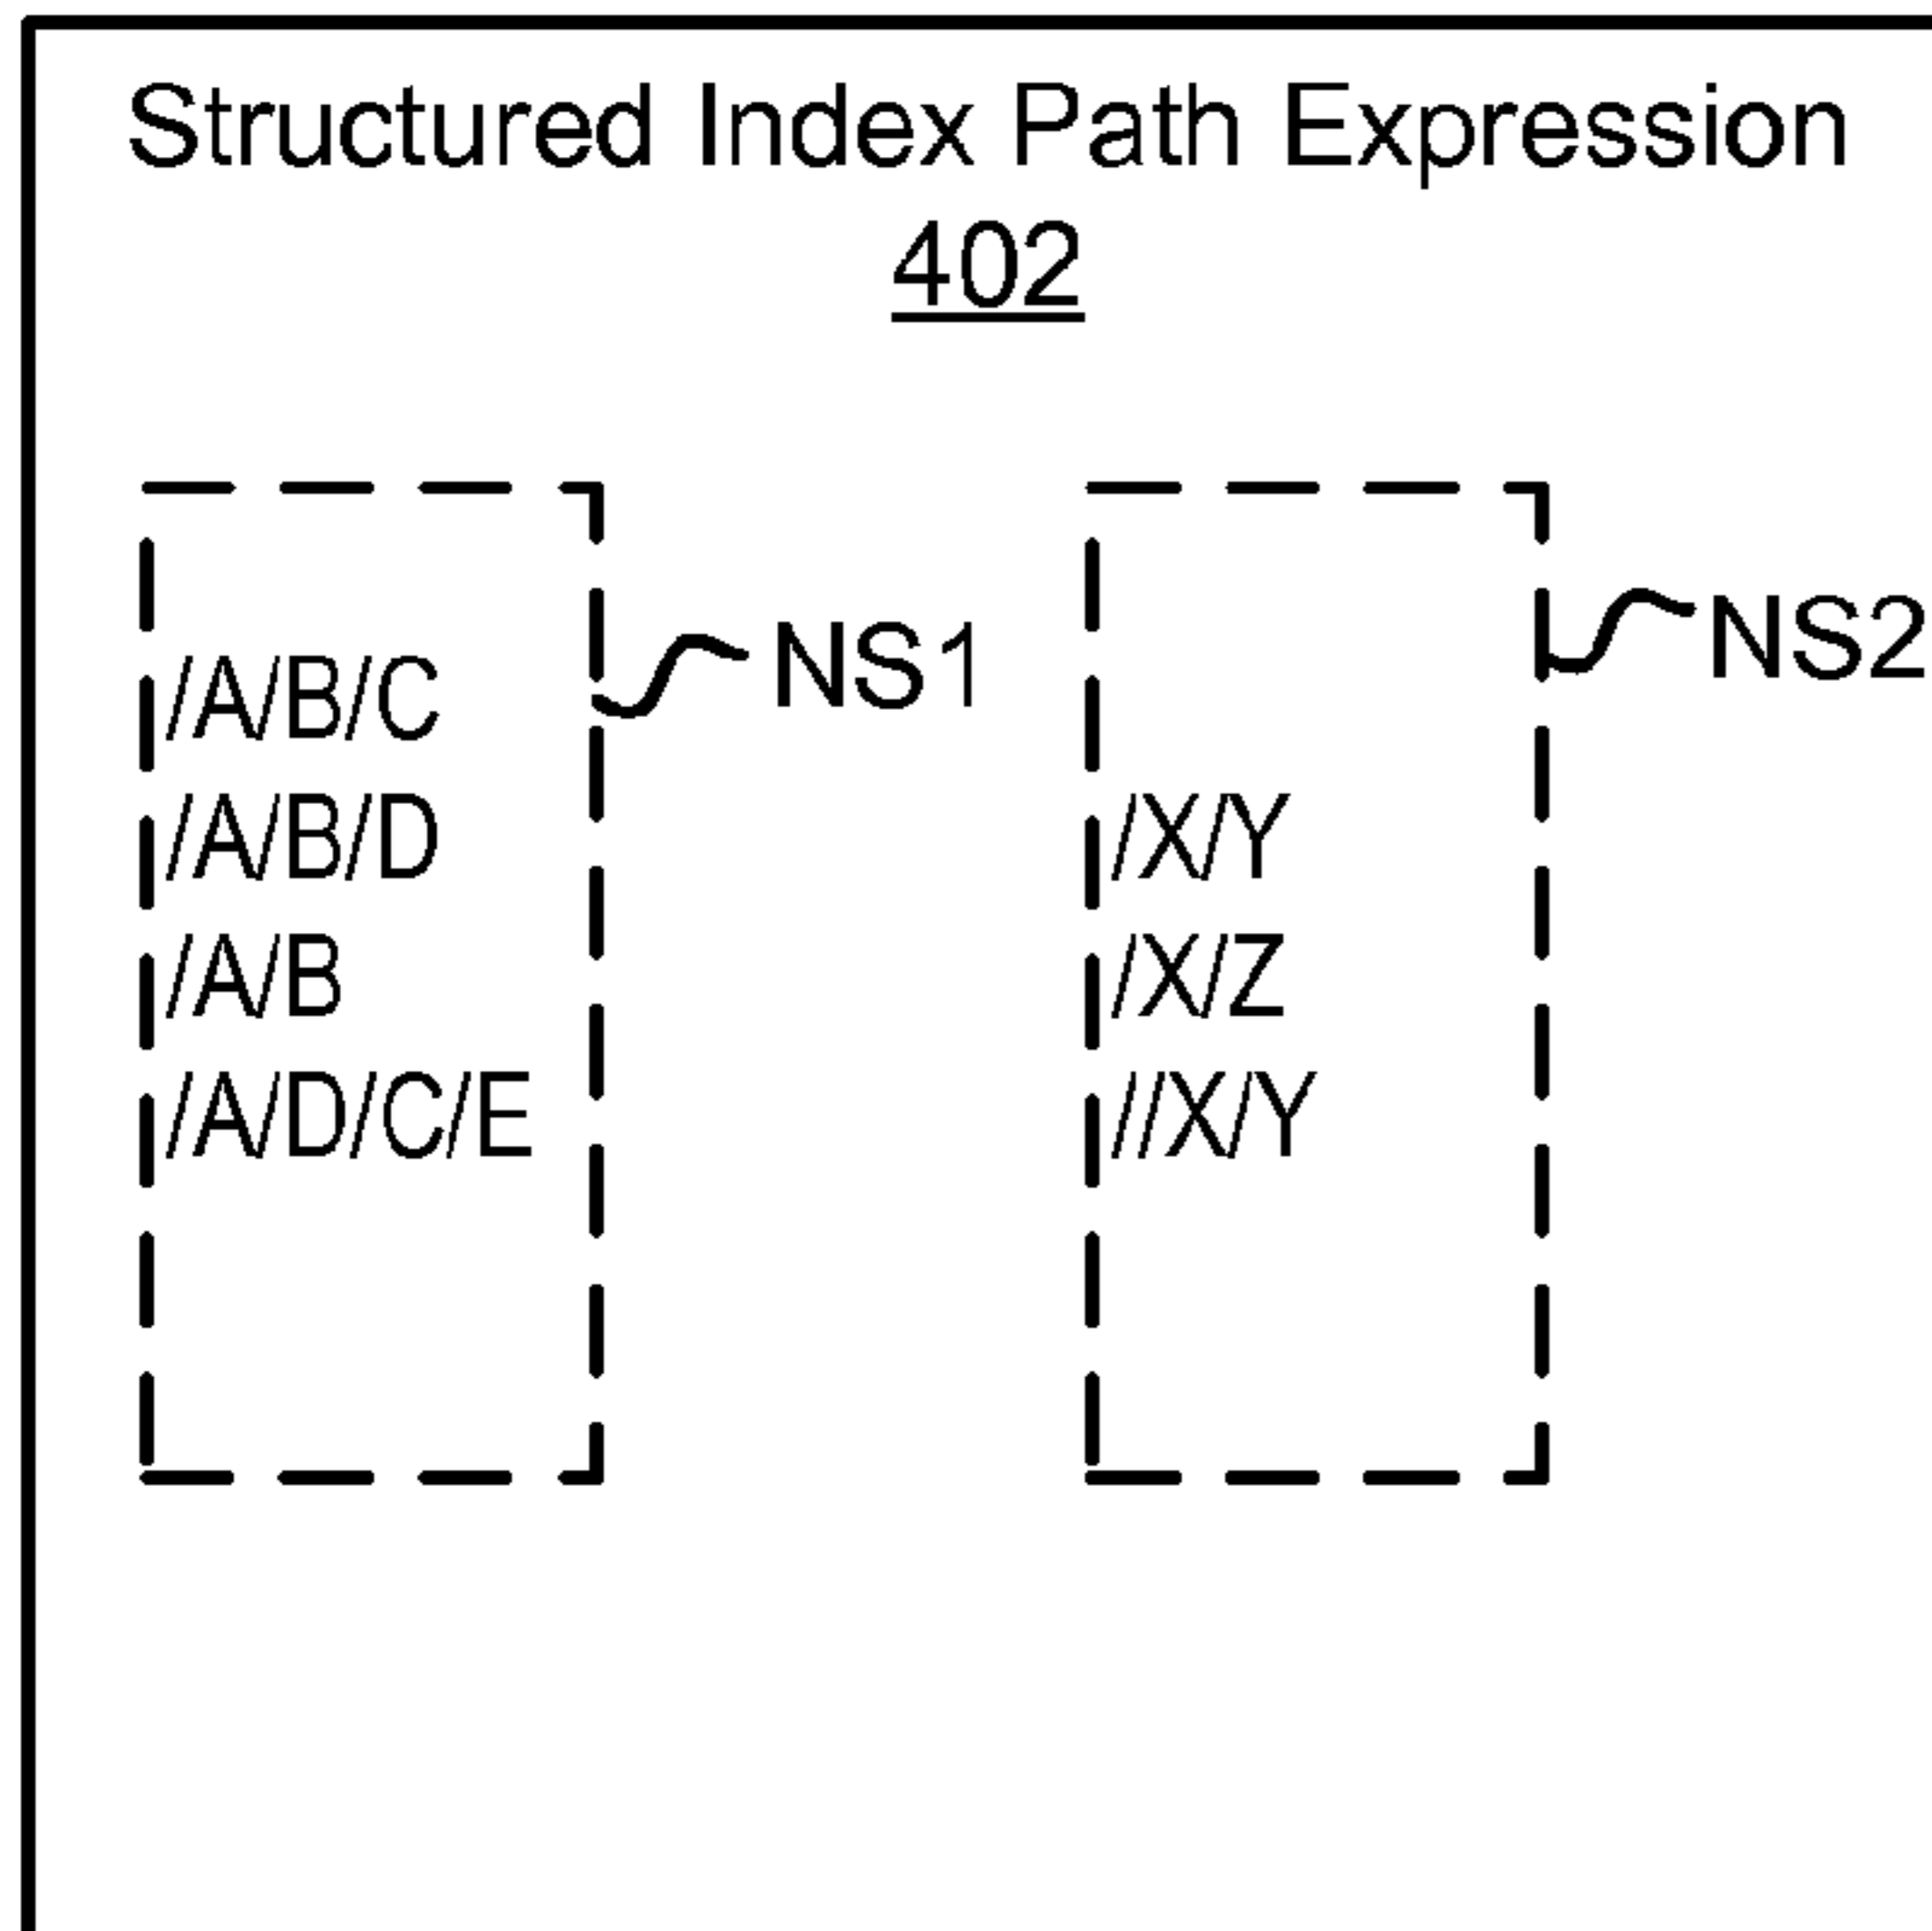 Structured Index Path Expression
402
NS1
/A/B/C
/A/B/D
/A/B
/A/D/C/E
NS2
/X/Y
/X/Z
//X/Y